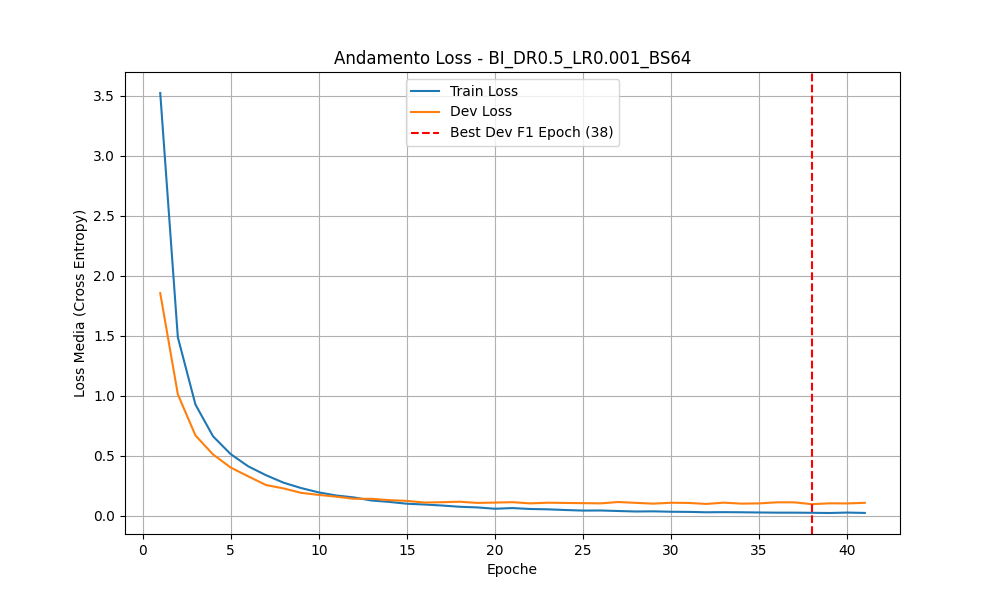 Andamento Loss - BI_DR0.5_LR0.001_BS64
Train Loss
Dev Loss
Best Dev F1 Epoch (38)
Loss Media (Cross Entropy)
3.5
3.0
2.5
2.0
1.5
1.0
0.5
0.0
0 5 10 15 20 25 30 35 40
Epoche